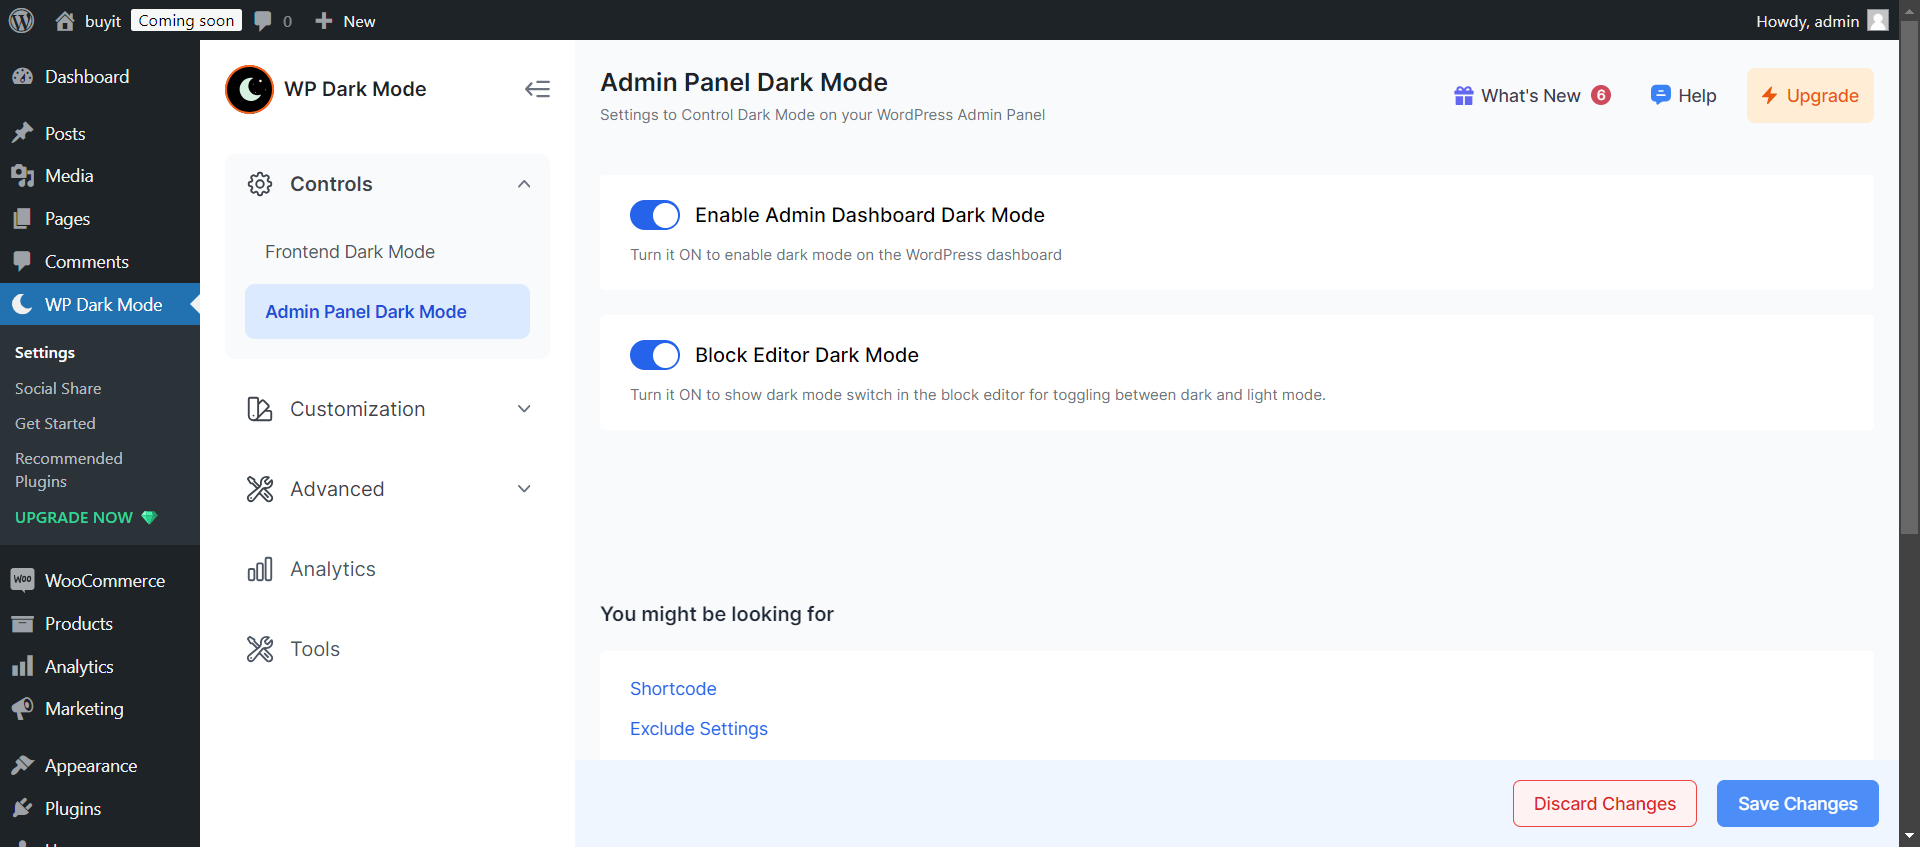 buyit
Coming soon
0
New
Howdy, admin
Dashboard
Posts
Media
Pages
Comments
WP Dark Mode
Settings
Social Share
Get Started
Recommended
Plugins
UPGRADE NOW
WooCommerce
Products
Analytics
Marketing
Appearance
Plugins
WP Dark Mode
Controls
Frontend Dark Mode
Admin Panel Dark Mode
Customization
Advanced
Analytics
Tools
Admin Panel Dark Mode
Settings to Control Dark Mode on your WordPress Admin Panel
What's New 6
Help
Upgrade
Enable Admin Dashboard Dark Mode
Turn it ON to enable dark mode on the WordPress dashboard
Block Editor Dark Mode
Turn it ON to show dark mode switch in the block editor for toggling between dark and light mode.
You might be looking for
Shortcode
Exclude Settings
Discard Changes
Save Changes